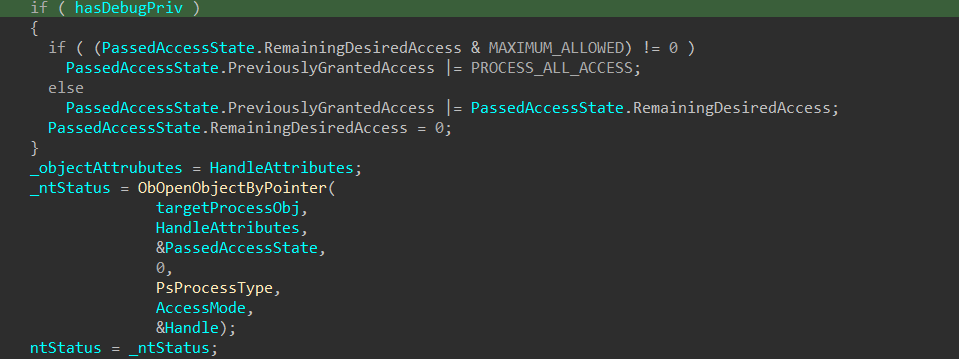 if ( hasDebugPriv )
{
if ( (PassedAccessState.RemainingDesiredAccess & MAXIMUM_ALLOWED) != 0 )
PassedAccessState.PreviouslyGrantedAccess |= PROCESS_ALL_ACCESS;
else
PassedAccessState.PreviouslyGrantedAccess |= PassedAccessState.RemainingDesiredAccess;
PassedAccessState.RemainingDesiredAccess = 0;
}
_objectAttrubutes = HandleAttributes;
_ntStatus = ObOpenObjectByPointer(
targetProcessObj,
HandleAttributes,
&PassedAccessState,
0,
PsProcessType,
AccessMode,
&Handle);
ntStatus = _ntStatus;